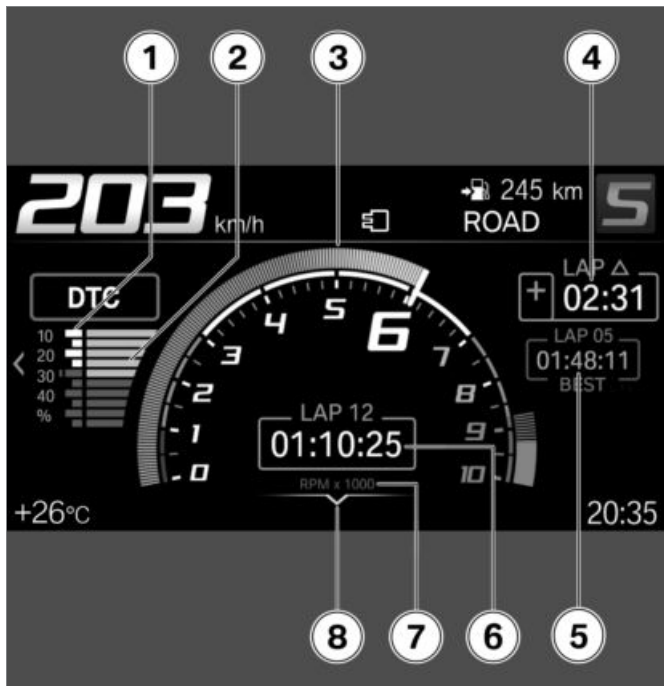 1 2 3 4
203 km/h
245 km
ROAD
5
DTC
10
20
30
40
%
LAP △
+ 02:31
LAP 05
01:48:11
BEST
0 1 2 3 4 5 6 7 8 9 10
LAP 12
01:10:25
RPM x 1000
+26°C
20:35
8 7 6 5